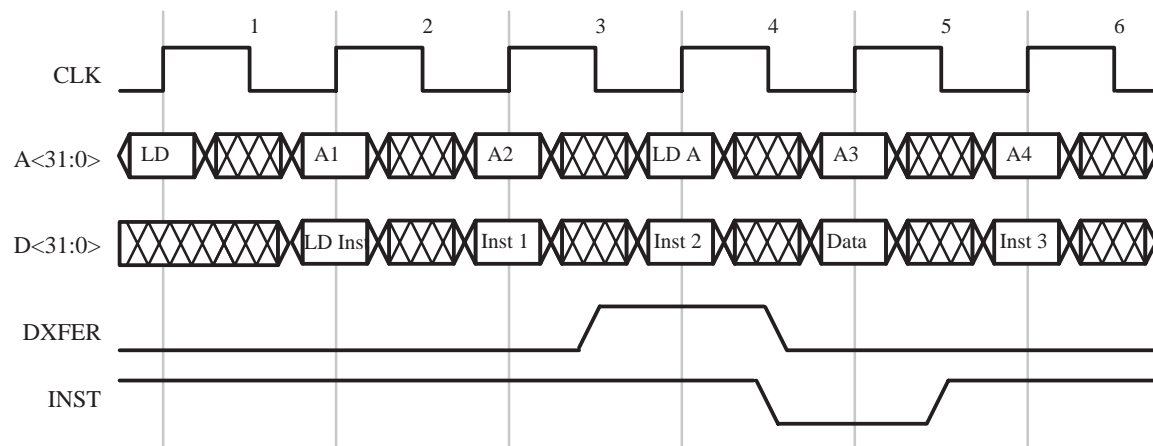 1 2 3 4 5 6
CLK
A<31:0> LD A1 A2 LD A A3 A4
D<31:0> LD Inst Inst 1 Inst 2 Data Inst 3
DXFER
INST